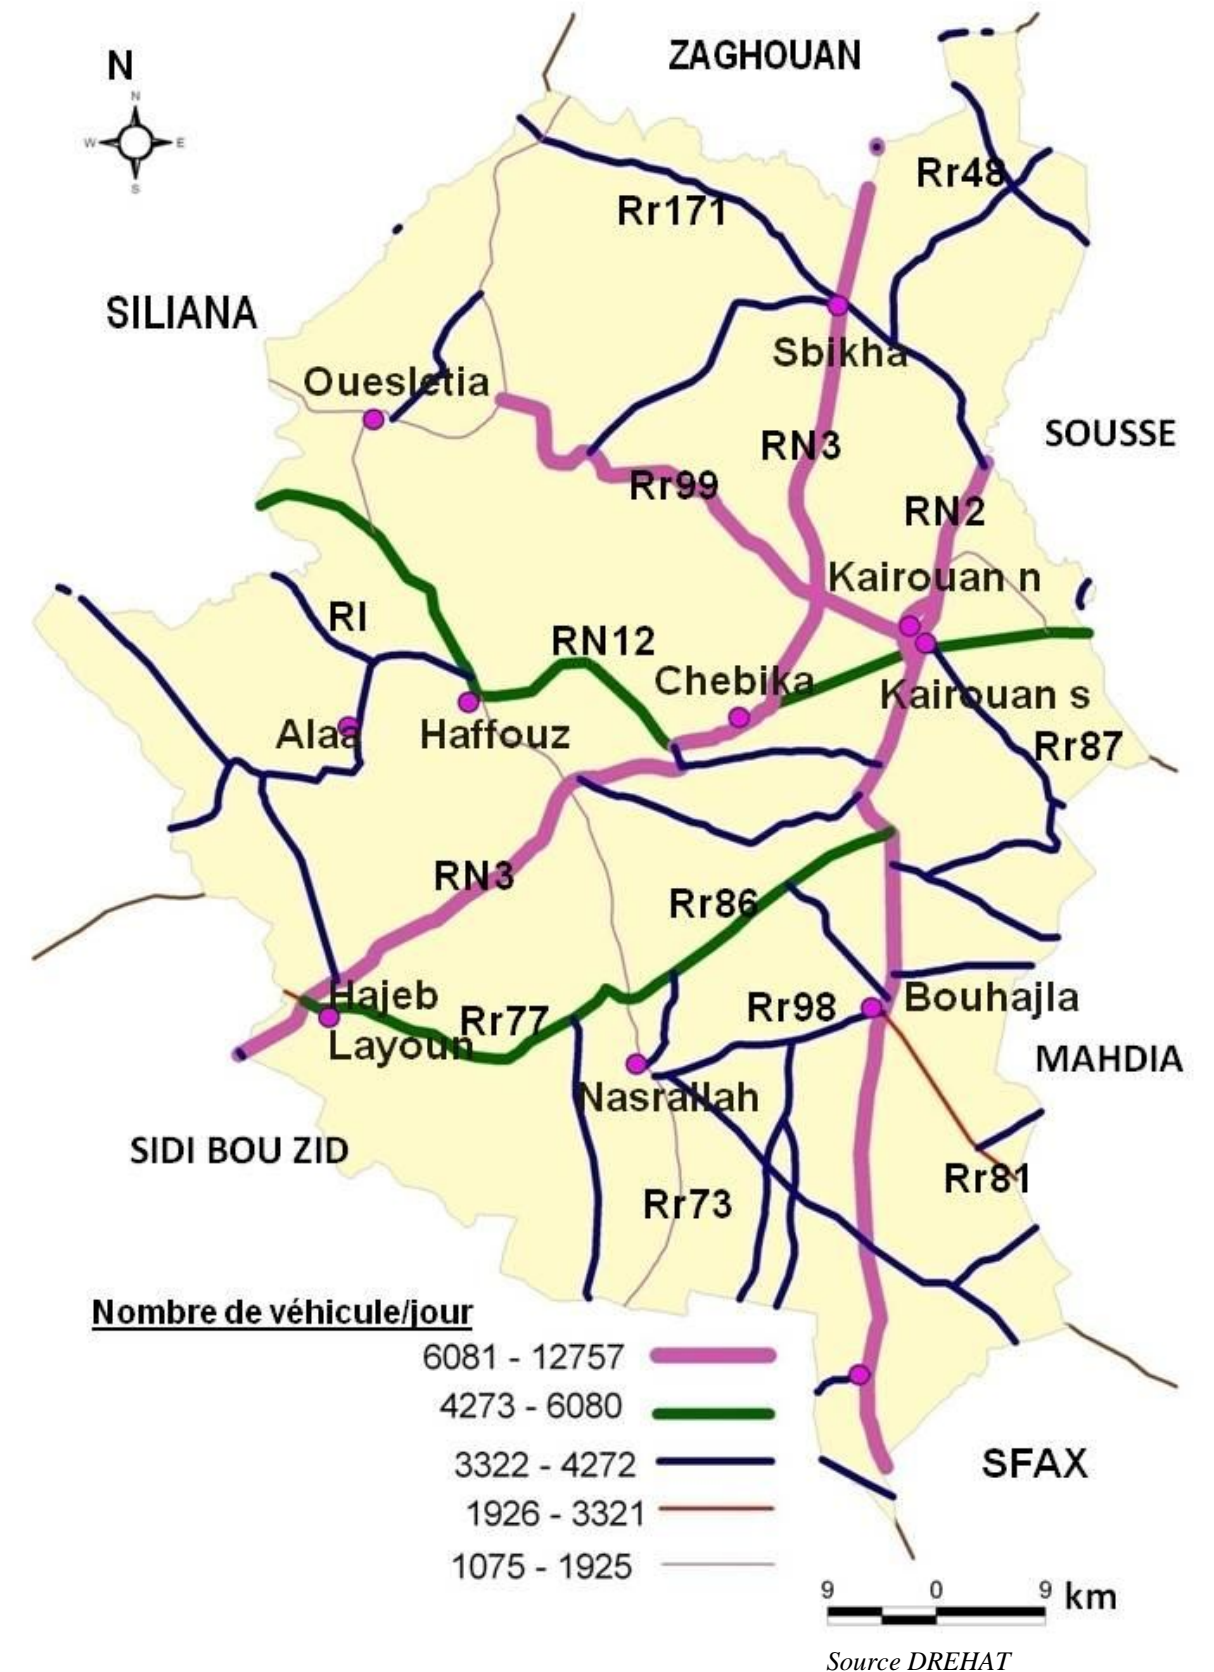 ZAGHOUAN
N
N
W
E
S
Rr48
Rr171
SILIANA
Sbikha
Ouesletia
SOUSSE
RN3
Rr99
RN2
Kairouan n
RI
RN12
Chebika
Kairouan s
Alaa
Haffouz
Rr87
RN3
Rr86
Hajeb
Layoun
Rr77
Rr98
Bouhajla
MAHDIA
Nasrallah
SIDI BOU ZID
Rr81
Rr73
Nombre de véhicule/jour
6081 - 12757
4273 - 6080
3322 - 4272
1926 - 3321
1075 - 1925
SFAX
9 0 9 km
Source DREHAT